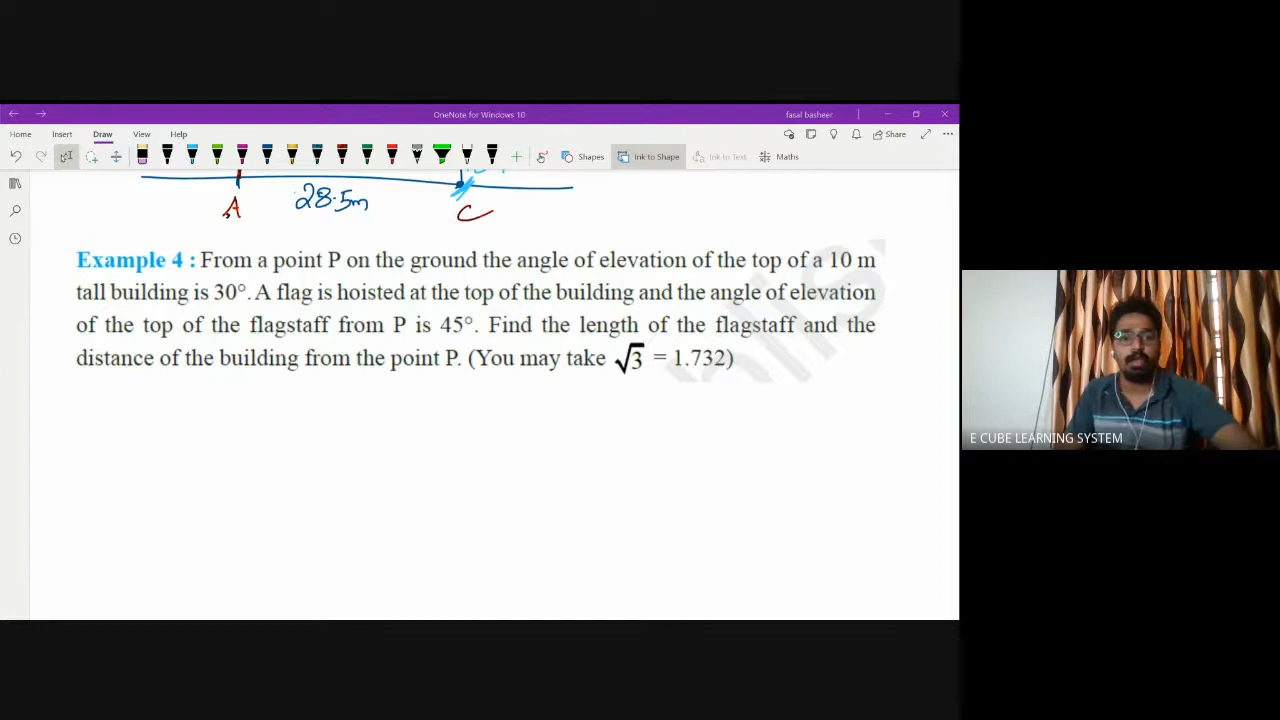 OneNote for Windows 10
fasal basheer
Home Insert Draw View Help
Share
Shapes
Ink to Shape
Ink to Text
Maths
28.5m
A
C
Example 4 : From a point P on the ground the angle of elevation of the top of a 10 m
tall building is 30°. A flag is hoisted at the top of the building and the angle of elevation
of the top of the flagstaff from P is 45°. Find the length of the flagstaff and the
distance of the building from the point P. (You may take √3 = 1.732)
E CUBE LEARNING SYSTEM